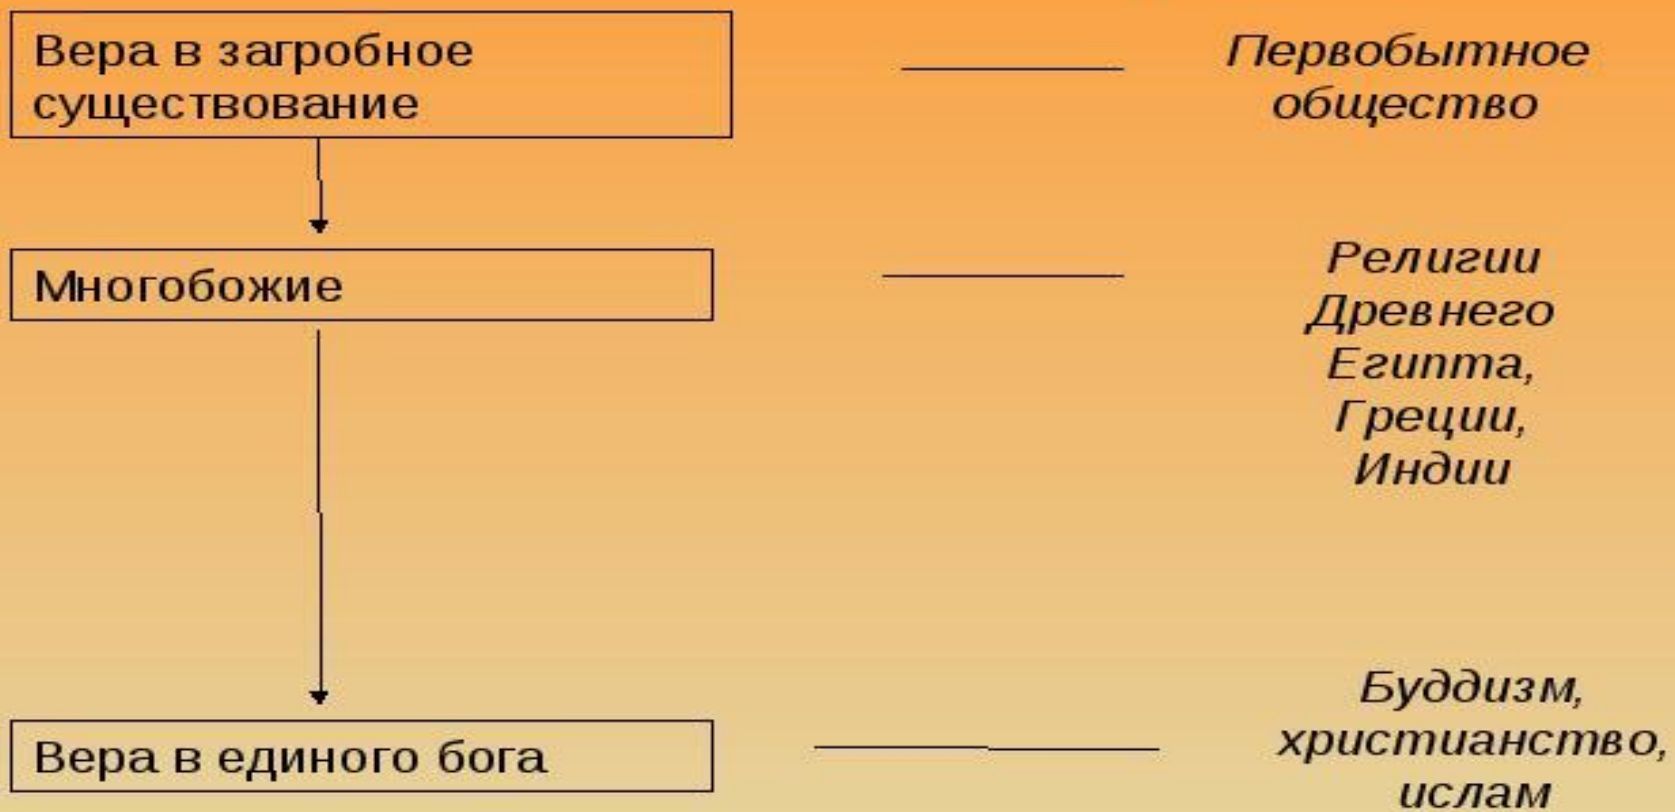 Вера в загробное
существование
Первобытное
общество
Многобожие
Религии
Древнего
Египта,
Греции,
Индии
Вера в единого бога
Буддизм,
христианство,
ислам